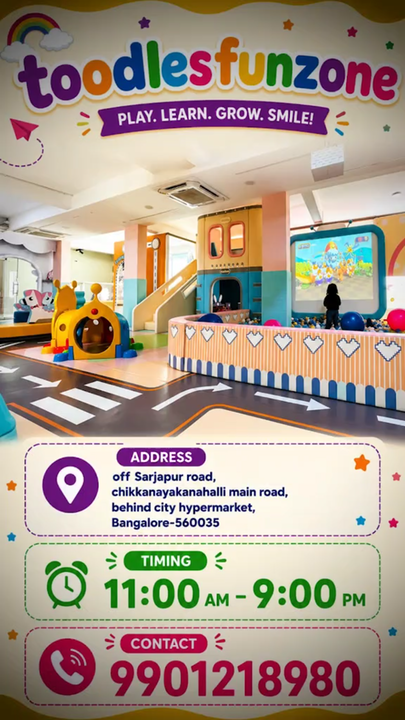 toodlesfunzone
PLAY. LEARN. GROW. SMILE!
ADDRESS
off Sarjapur road,
chikkanayakanahalli main road,
behind city hypermarket,
Bangalore-560035
TIMING
11:00 AM - 9:00 PM
CONTACT
9901218980